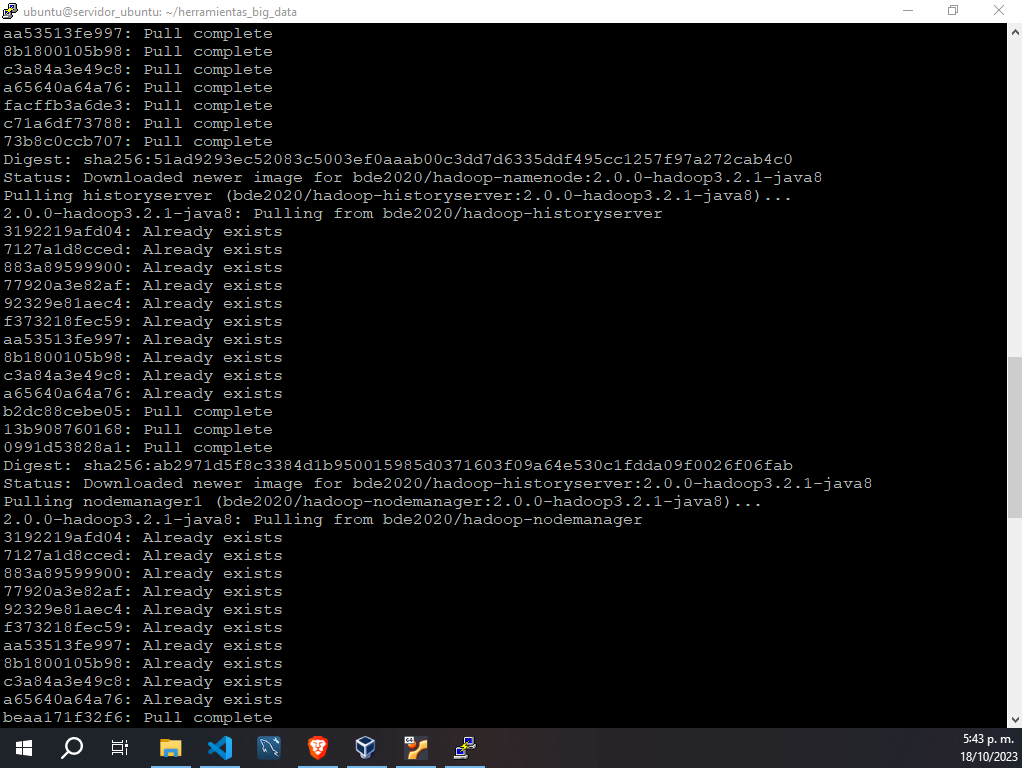 ubuntu@servidor_ubuntu: ~/herramientas_big_data
aa53513fe997: Pull complete
8b1800105b98: Pull complete
c3a84a3e49c8: Pull complete
a65640a64a76: Pull complete
facffb3a6de3: Pull complete
c71a6df73788: Pull complete
73b8c0ccb707: Pull complete
Digest: sha256:51ad9293ec52083c5003ef0aaab00c3dd7d6335ddf495cc1257f97a272cab4c0
Status: Downloaded newer image for bde2020/hadoop-namenode:2.0.0-hadoop3.2.1-java8
Pulling historyserver (bde2020/hadoop-historyserver:2.0.0-hadoop3.2.1-java8)...
2.0.0-hadoop3.2.1-java8: Pulling from bde2020/hadoop-historyserver
3192219afd04: Already exists
7127a1d8cced: Already exists
883a89599900: Already exists
77920a3e82af: Already exists
92329e81aec4: Already exists
f373218fec59: Already exists
aa53513fe997: Already exists
8b1800105b98: Already exists
c3a84a3e49c8: Already exists
a65640a64a76: Already exists
b2dc88cebe05: Pull complete
13b908760168: Pull complete
0991d53828a1: Pull complete
Digest: sha256:ab2971d5f8c3384d1b950015985d0371603f09a64e530c1fdda09f0026f06fab
Status: Downloaded newer image for bde2020/hadoop-historyserver:2.0.0-hadoop3.2.1-java8
Pulling nodemanager1 (bde2020/hadoop-nodemanager:2.0.0-hadoop3.2.1-java8)...
2.0.0-hadoop3.2.1-java8: Pulling from bde2020/hadoop-nodemanager
3192219afd04: Already exists
7127a1d8cced: Already exists
883a89599900: Already exists
77920a3e82af: Already exists
92329e81aec4: Already exists
f373218fec59: Already exists
aa53513fe997: Already exists
8b1800105b98: Already exists
c3a84a3e49c8: Already exists
a65640a64a76: Already exists
beaa171f32f6: Pull complete
64
5:43 p. m.
18/10/2023